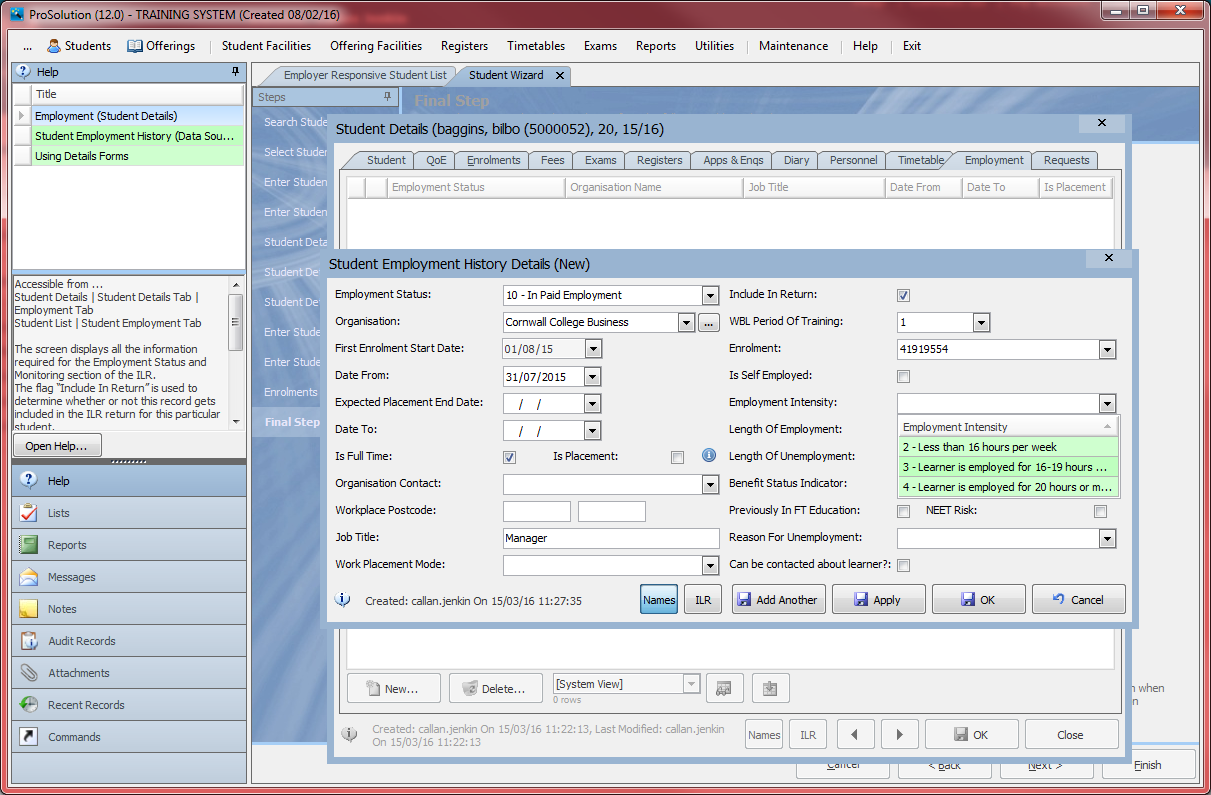 ProSolution (12.0) - TRAINING SYSTEM (Created 08/02/16)
... Students Offerings Student Facilities Offering Facilities Registers Timetables Exams Reports Utilities Maintenance Help Exit
Help
Title
Employment (Student Details)
Student Employment History (Data Sou...
Using Details Forms
Accessible from ...
Student Details | Student Details Tab |
Employment Tab
Student List | Student Employment Tab
The screen displays all the information
required for the Employment Status and
Monitoring section of the ILR.
The flag "Include In Return" is used to
determine whether or not this record gets
included in the ILR return for this particular
student.
Open Help...
Help
Lists
Reports
Messages
Notes
Audit Records
Attachments
Recent Records
Commands
Employer Responsive Student List Student Wizard
Steps
Final Step
Search Stude
Select Studen
Enter Studen
Enter Studen
Student Deta
Student De
Student De
Enter Stude
Enter Stude
Enrolments
Final Step
Student Details (baggins, bilbo (5000052), 20, 15/16)
Student QoE Enrolments Fees Exams Registers Apps & Enqs Diary Personnel Timetable Employment Requests
Employment Status Organisation Name Job Title Date From Date To Is Placement
Student Employment History Details (New)
Employment Status: 10 - In Paid Employment Include In Return:
Organisation: Cornwall College Business ... WBL Period Of Training: 1
First Enrolment Start Date: 01/08/15 Enrolment: 41919554
Date From: 31/07/2015 Is Self Employed:
Expected Placement End Date: / / Employment Intensity:
Date To: / / Length Of Employment: Employment Intensity
2 - Less than 16 hours per week
Is Full Time: Is Placement: Length Of Unemployment:
3 - Learner is employed for 16-19 hours ...
Organisation Contact: Benefit Status Indicator: 4 - Learner is employed for 20 hours or m...
Workplace Postcode: Previously In FT Education: NEET Risk:
Job Title: Manager Reason For Unemployment:
Work Placement Mode: Can be contacted about learner?:
Created: callan.jenkin On 15/03/16 11:27:35 Names ILR Add Another Apply OK Cancel
New... Delete... [System View]
0 rows
Created: callan.jenkin On 15/03/16 11:22:13, Last Modified: callan.jenkin
On 15/03/16 11:22:13
Names ILR OK Close
when
Cancel < Back Next > Finish